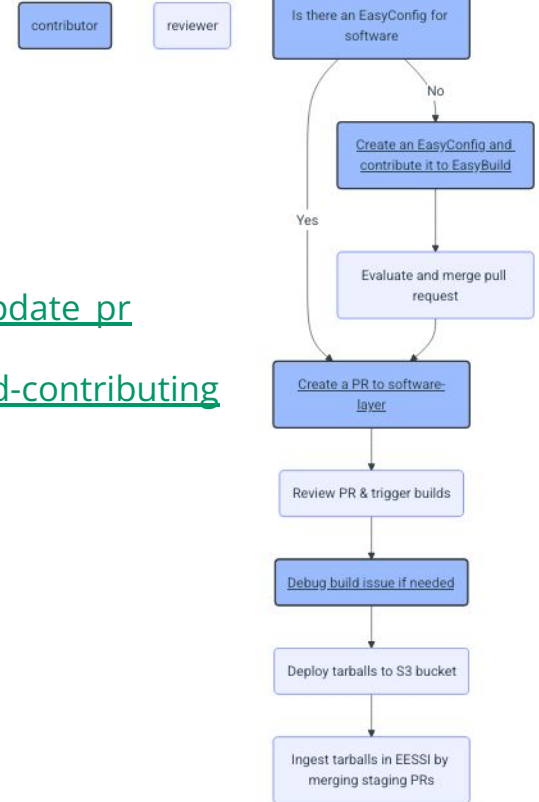 contributor
reviewer
Is there an EasyConfig for
software
No
Create an EasyConfig and
contribute it to EasyBuild
Yes
Evaluate and merge pull
request
pdate_pr
d-contributing
Create a PR to software-
layer
Review PR & trigger builds
Debug build issue if needed
Deploy tarballs to S3 bucket
Ingest tarballs in EESSI by
merging staging PRs